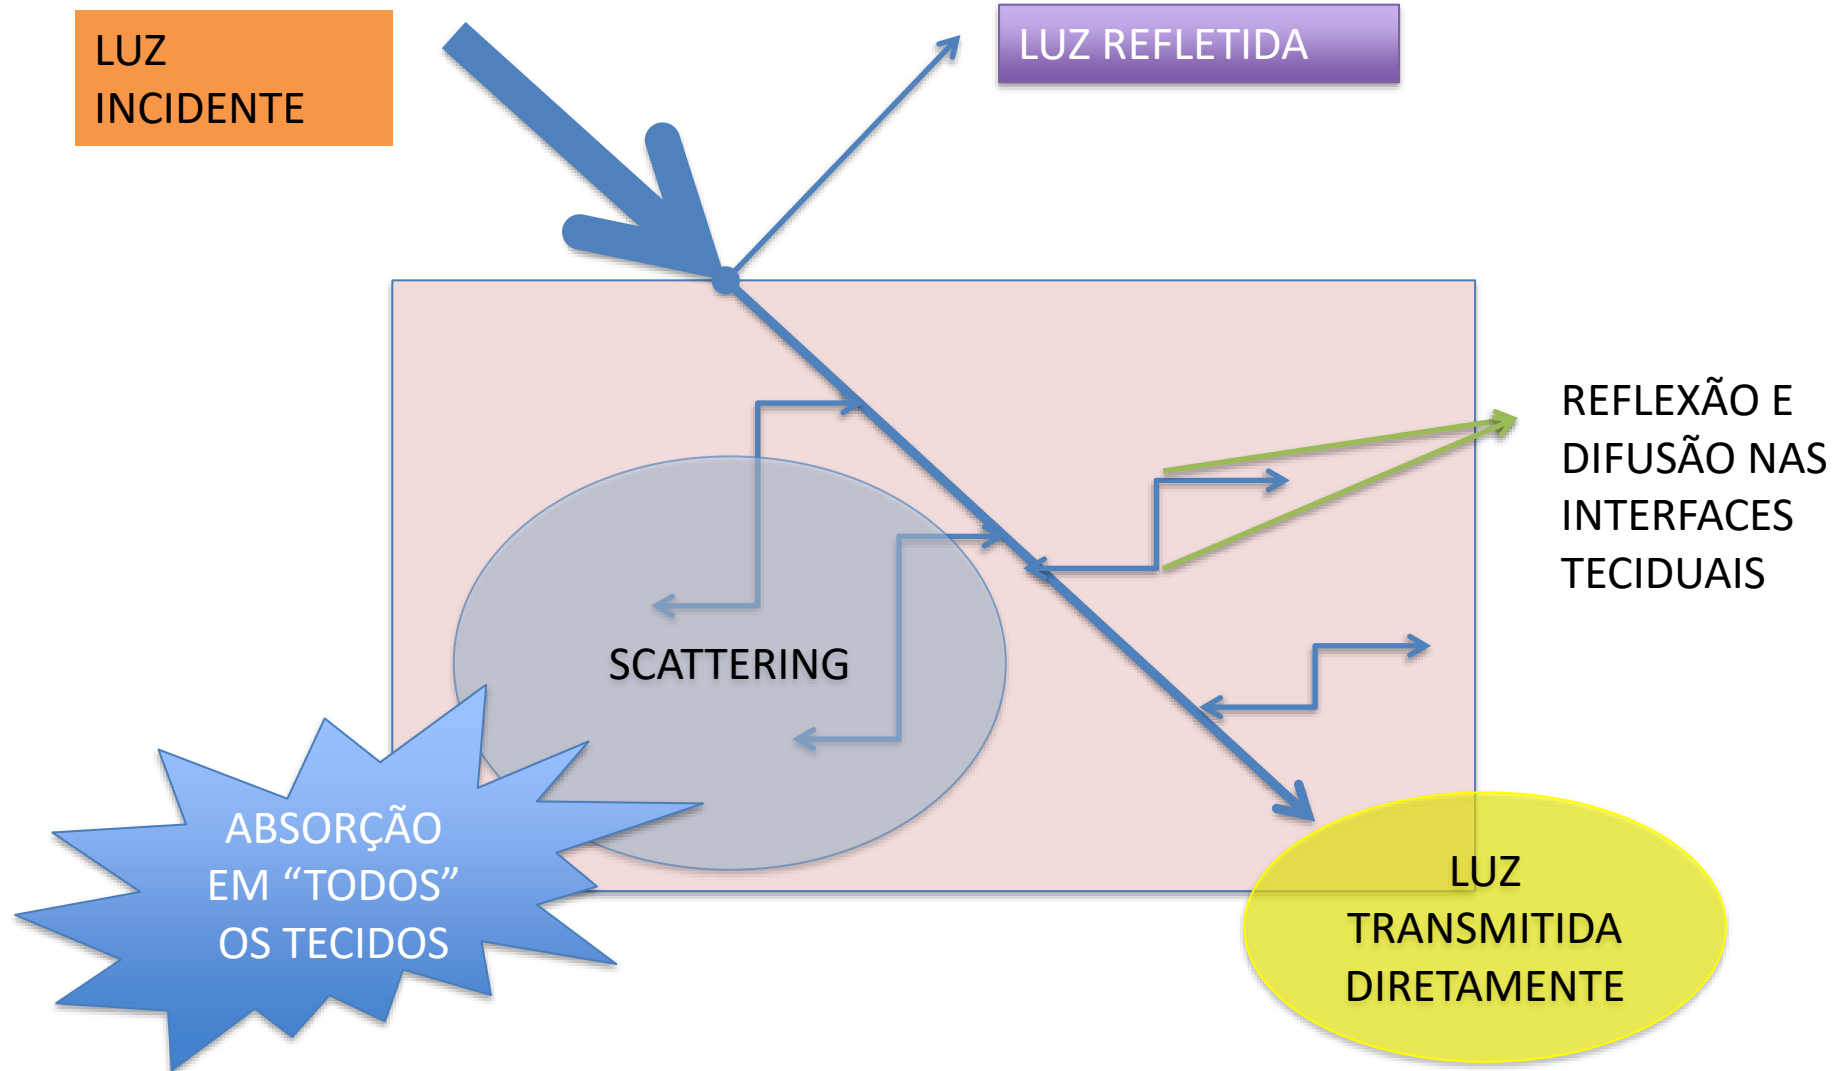 LUZ
INCIDENTE
LUZ REFLETIDA
REFLEXÃO E
DIFUSÃO NAS
INTERFACES
TECIDUAIS
SCATTERING
ABSORÇÃO
EM “TODOS”
OS TECIDOS
LUZ
TRANSMITIDA
DIRETAMENTE